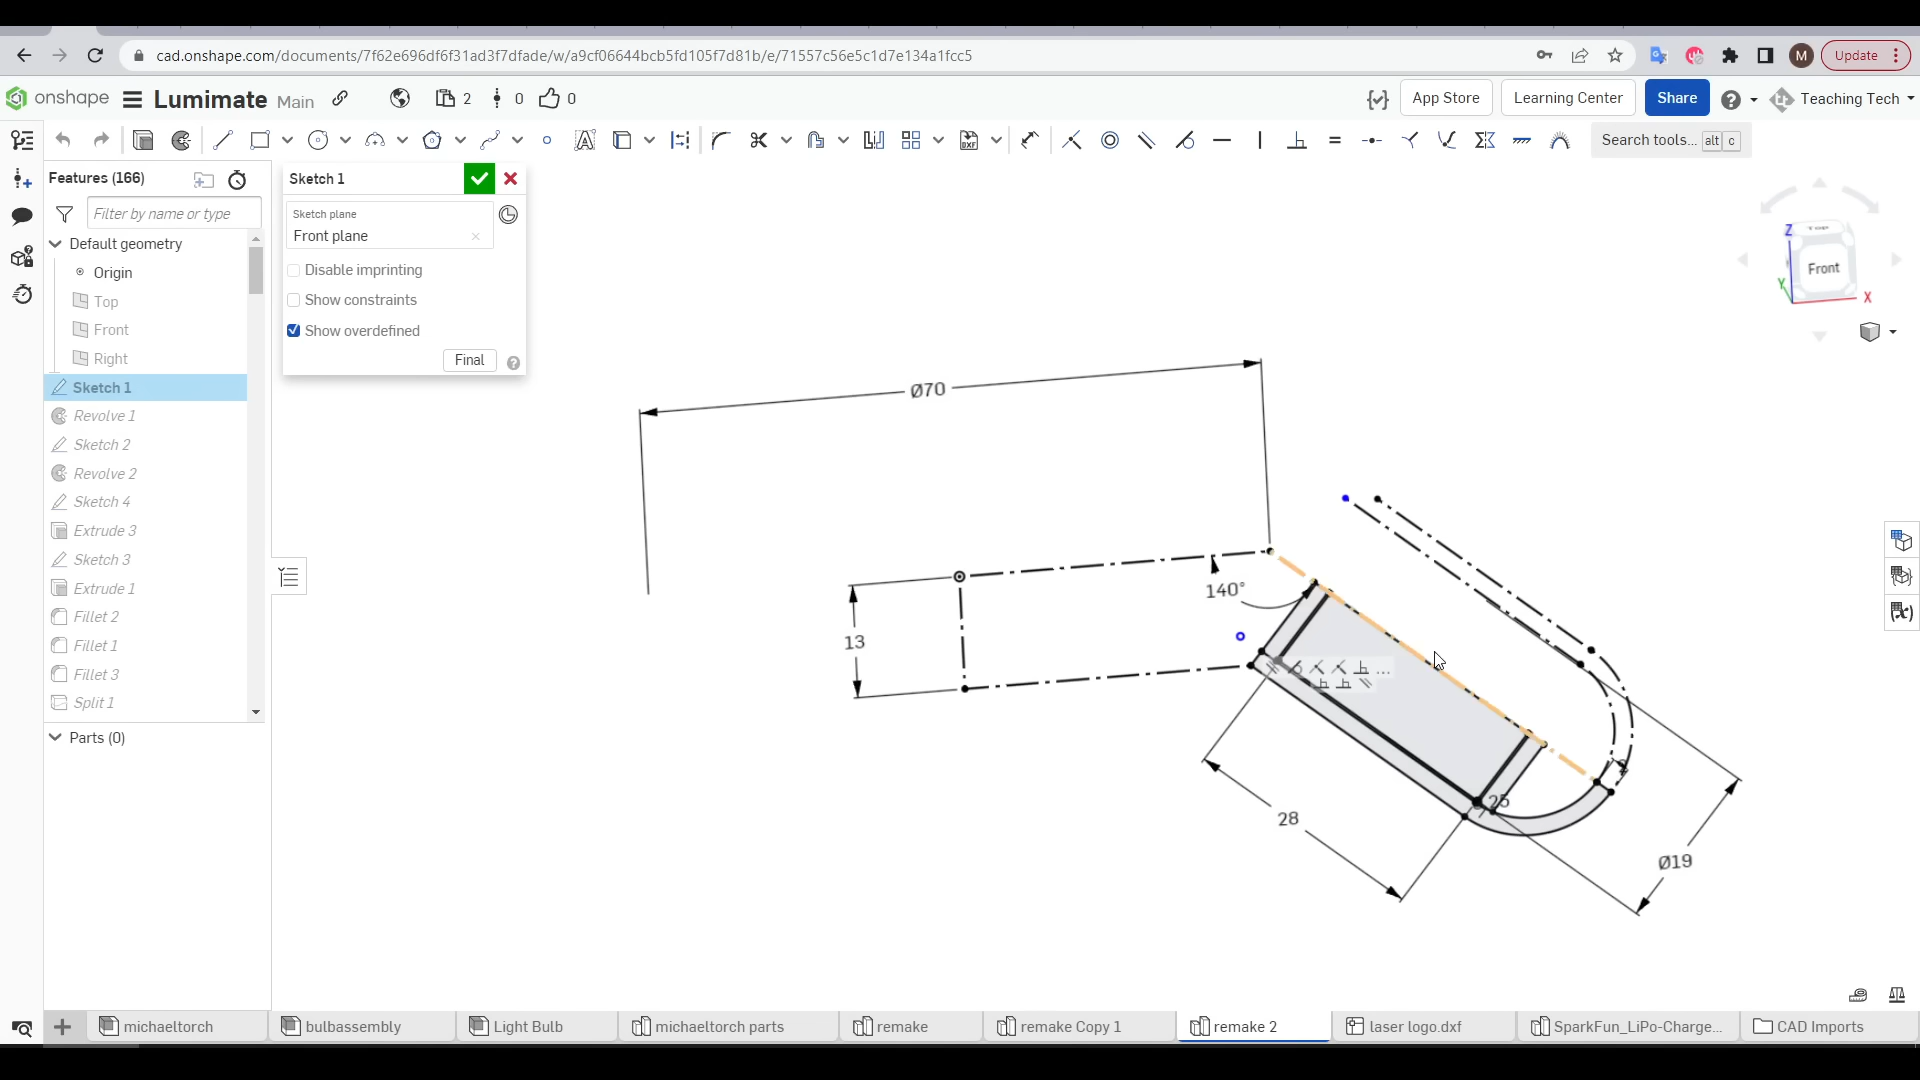 cad.onshape.com/documents/7f62e696df6f31ad3f7dfade/w/a9cf06644bcb5fd105f7d81b/e/71557c56e5c1d7e134a1fcc5
M
Update
onshape
Lumimate
Main
2
0
0
App Store
Learning Center
Share
Teaching Tech
DXF
Search tools... alt c
Features (166)
Filter by name or type
Default geometry
Origin
Top
Front
Right
Sketch 1
Revolve 1
Sketch 2
Revolve 2
Sketch 4
Extrude 3
Sketch 3
Extrude 1
Fillet 2
Fillet 1
Fillet 3
Split 1
Parts (0)
Sketch 1
Sketch plane
Front plane
Disable imprinting
Show constraints
Show overdefined
Final
Z
Top
Front
Y
X
Ø70
140°
13
28
25
Ø19
michaeltorch
bulbassembly
Light Bulb
michaeltorch parts
remake
remake Copy 1
remake 2
laser logo.dxf
SparkFun_LiPo-Charge...
CAD Imports